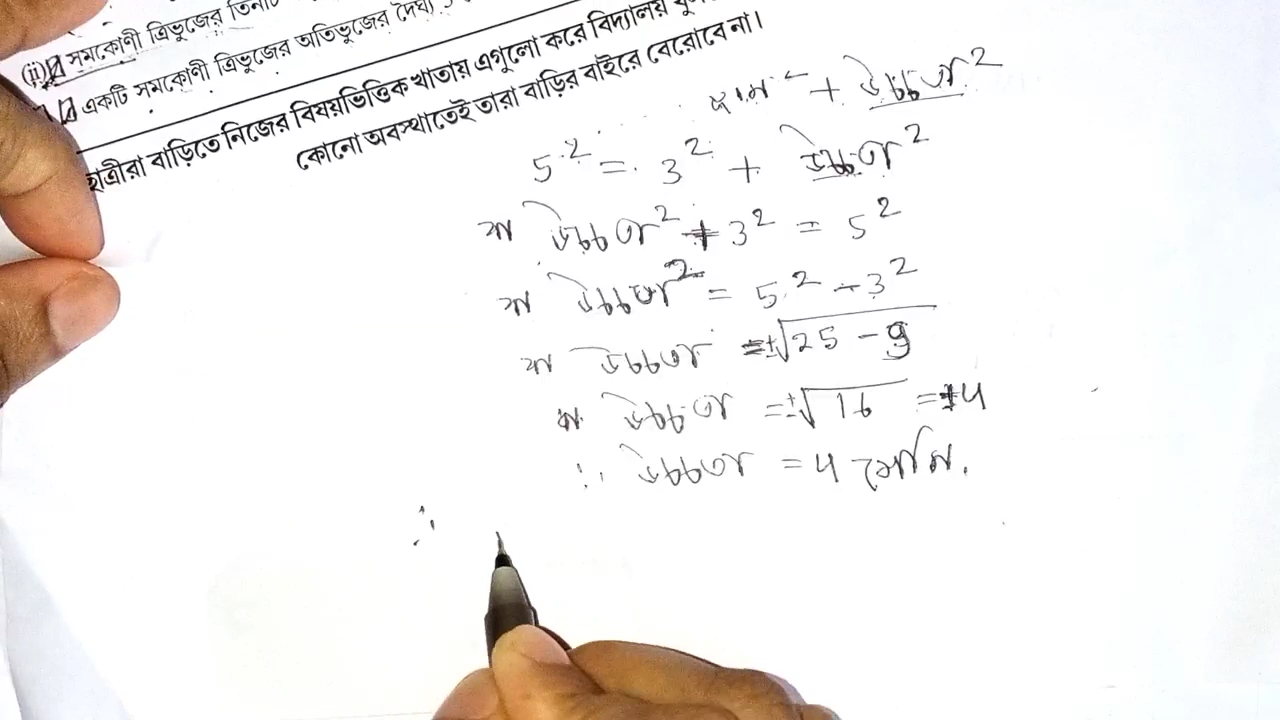 (ii) সমকোণী ত্রিভুজের তিনটি
একটি সমকোণী ত্রিভুজের অতিভুজের দৈর্ঘ্য
ছাত্রীরা বাড়িতে নিজের বিষয়ভিত্তিক খাতায় এগুলো করে বিদ্যালয়
কোনো অবস্থাতেই তারা বাড়ির বাইরে বেরোবে না।
² + উচ্চতা²
5² = 3² + উচ্চতা²
বা উচ্চতা² + 3² = 5²
বা উচ্চতা² = 5² - 3²
বা উচ্চতা = ±√25 - 9
বা উচ্চতা = ±√16 = ±4
∴ উচ্চতা = 4 সেমি.
∴